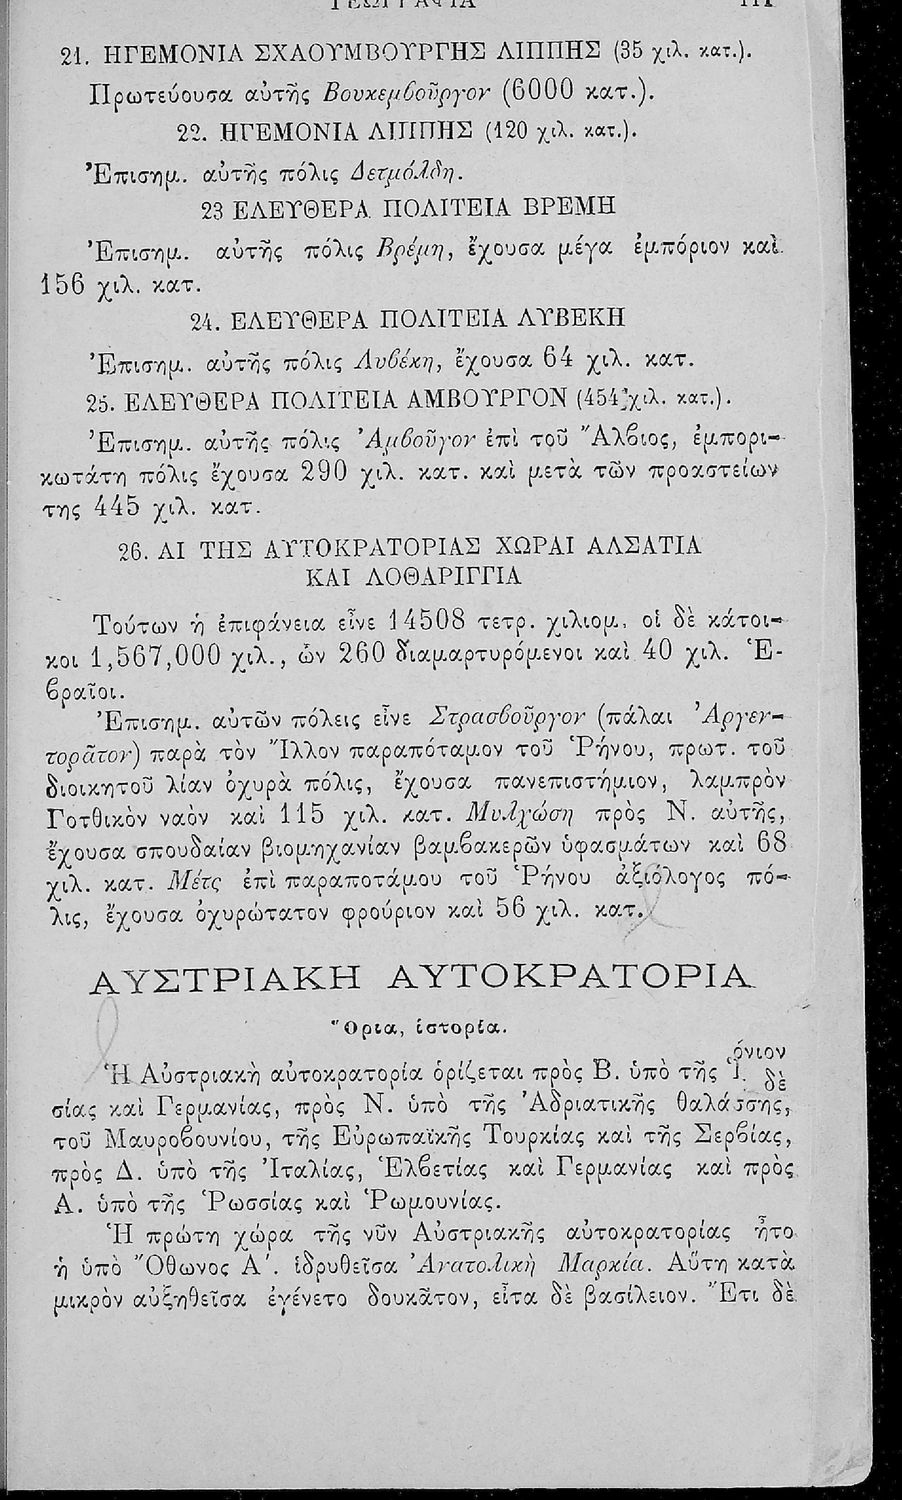 ΓΕΩΓΡΑΦΙΑ 111
21. ΗΓΕΜΟΝΙΑ ΣΧΑΟΥΜΒΟΥΡΓΗΣ ΛΙΠΠΗΣ (35 χιλ. κατ.).
Πρωτεύουσα αὐτῆς Βουκεμβοῦργον (6000 κατ.).
22. ΗΓΕΜΟΝΙΑ ΛΙΠΠΗΣ (120 χιλ. κατ.).
Ἐπισημ. αὐτῆς πόλις Δετμόλδη.
23 ΕΛΕΥΘΕΡΑ ΠΟΛΙΤΕΙΑ ΒΡΕΜΗ
Ἐπισημ. αὐτῆς πόλις Βρέμη, ἔχουσα μέγα ἐμπόριον καὶ
156 χιλ. κατ.
24. ΕΛΕΥΘΕΡΑ ΠΟΛΙΤΕΙΑ ΛΥΒΕΚΗ
Ἐπισημ. αὐτῆς πόλις Λυβέκη, ἔχουσα 64 χιλ. κατ.
25. ΕΛΕΥΘΕΡΑ ΠΟΛΙΤΕΙΑ ΑΜΒΟΥΡΓΟΝ (454 χιλ. κατ.).
Ἐπισημ. αὐτῆς πόλις Ἀμβοῦγον ἐπὶ τοῦ Ἄλβιος, ἐμπορι-
κωτάτη πόλις ἔχουσα 290 χιλ. κατ. καὶ μετὰ τῶν προαστείων
της 445 χιλ. κατ.
26. ΑΙ ΤΗΣ ΑΥΤΟΚΡΑΤΟΡΙΑΣ ΧΩΡΑΙ ΑΛΣΑΤΙΑ
ΚΑΙ ΛΟΘΑΡΙΓΓΙΑ
Τούτων ἡ ἐπιφάνεια εἶνε 14508 τετρ. χιλιομ. οἱ δὲ κάτοι-
κοι 1,567,000 χιλ., ὧν 260 διαμαρτυρόμενοι καὶ 40 χιλ. Ἑ-
βραῖοι.
Ἐπισημ. αὐτῶν πόλεις εἶνε Στρασβοῦργον (πάλαι Ἀργεν-
τορᾶτον) παρὰ τὸν Ἴλλον παραπόταμον τοῦ Ῥήνου, πρωτ. τοῦ
διοικητοῦ λίαν ὀχυρὰ πόλις, ἔχουσα πανεπιστήμιον, λαμπρὸν
Γοτθικὸν ναὸν καὶ 115 χιλ. κατ. Μυλχώση πρὸς Ν. αὐτῆς,
ἔχουσα σπουδαίαν βιομηχανίαν βαμβακερῶν ὑφασμάτων καὶ 68
χιλ. κατ. Μέτς ἐπὶ παραποτάμου τοῦ Ῥήνου ἀξιόλογος πό-
λις, ἔχουσα ὀχυρώτατον φρούριον καὶ 56 χιλ. κατ.
ΑΥΣΤΡΙΑΚΗ ΑΥΤΟΚΡΑΤΟΡΙΑ
Ὅρια, ἱστορία.
Ἡ Αὐστριακὴ αὐτοκρατορία ὁρίζεται πρὸς Β. ὑπὸ τῆς
σίας καὶ Γερμανίας, πρὸς Ν. ὑπὸ τῆς Ἀδριατικῆς θαλάσσης,
τοῦ Μαυροβουνίου, τῆς Εὐρωπαϊκῆς Τουρκίας καὶ τῆς Σερβίας,
πρὸς Δ. ὑπὸ τῆς Ἰταλίας, Ἑλβετίας καὶ Γερμανίας καὶ πρὸς
Α. ὑπὸ τῆς Ῥωσσίας καὶ Ῥωμουνίας.
Ἡ πρώτη χώρα τῆς νῦν Αὐστριακῆς αὐτοκρατορίας ἦτο
ἡ ὑπὸ Ὄθωνος Α΄. ἱδρυθεῖσα Ἀνατολικὴ Μαρκία. Αὕτη κατὰ
μικρὸν αὐξηθεῖσα ἐγένετο δουκᾶτον, εἶτα δὲ βασίλειον. Ἔτι δὲ